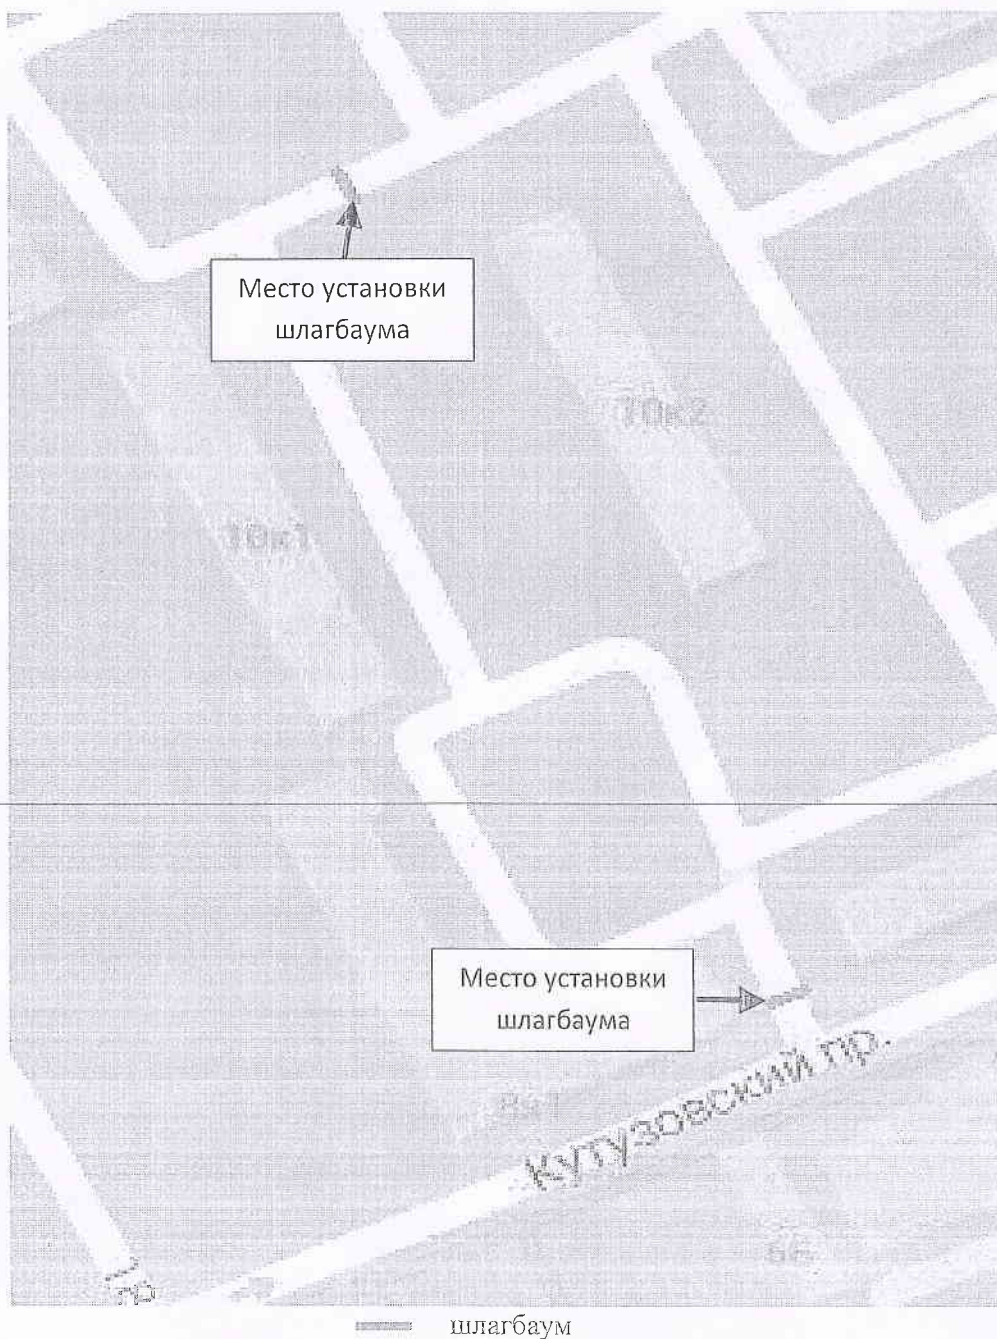 Место установки
шлагбаума
10к2
10к1
Место установки
шлагбаума
8к1
Кутузовский пр.
шлагбаум